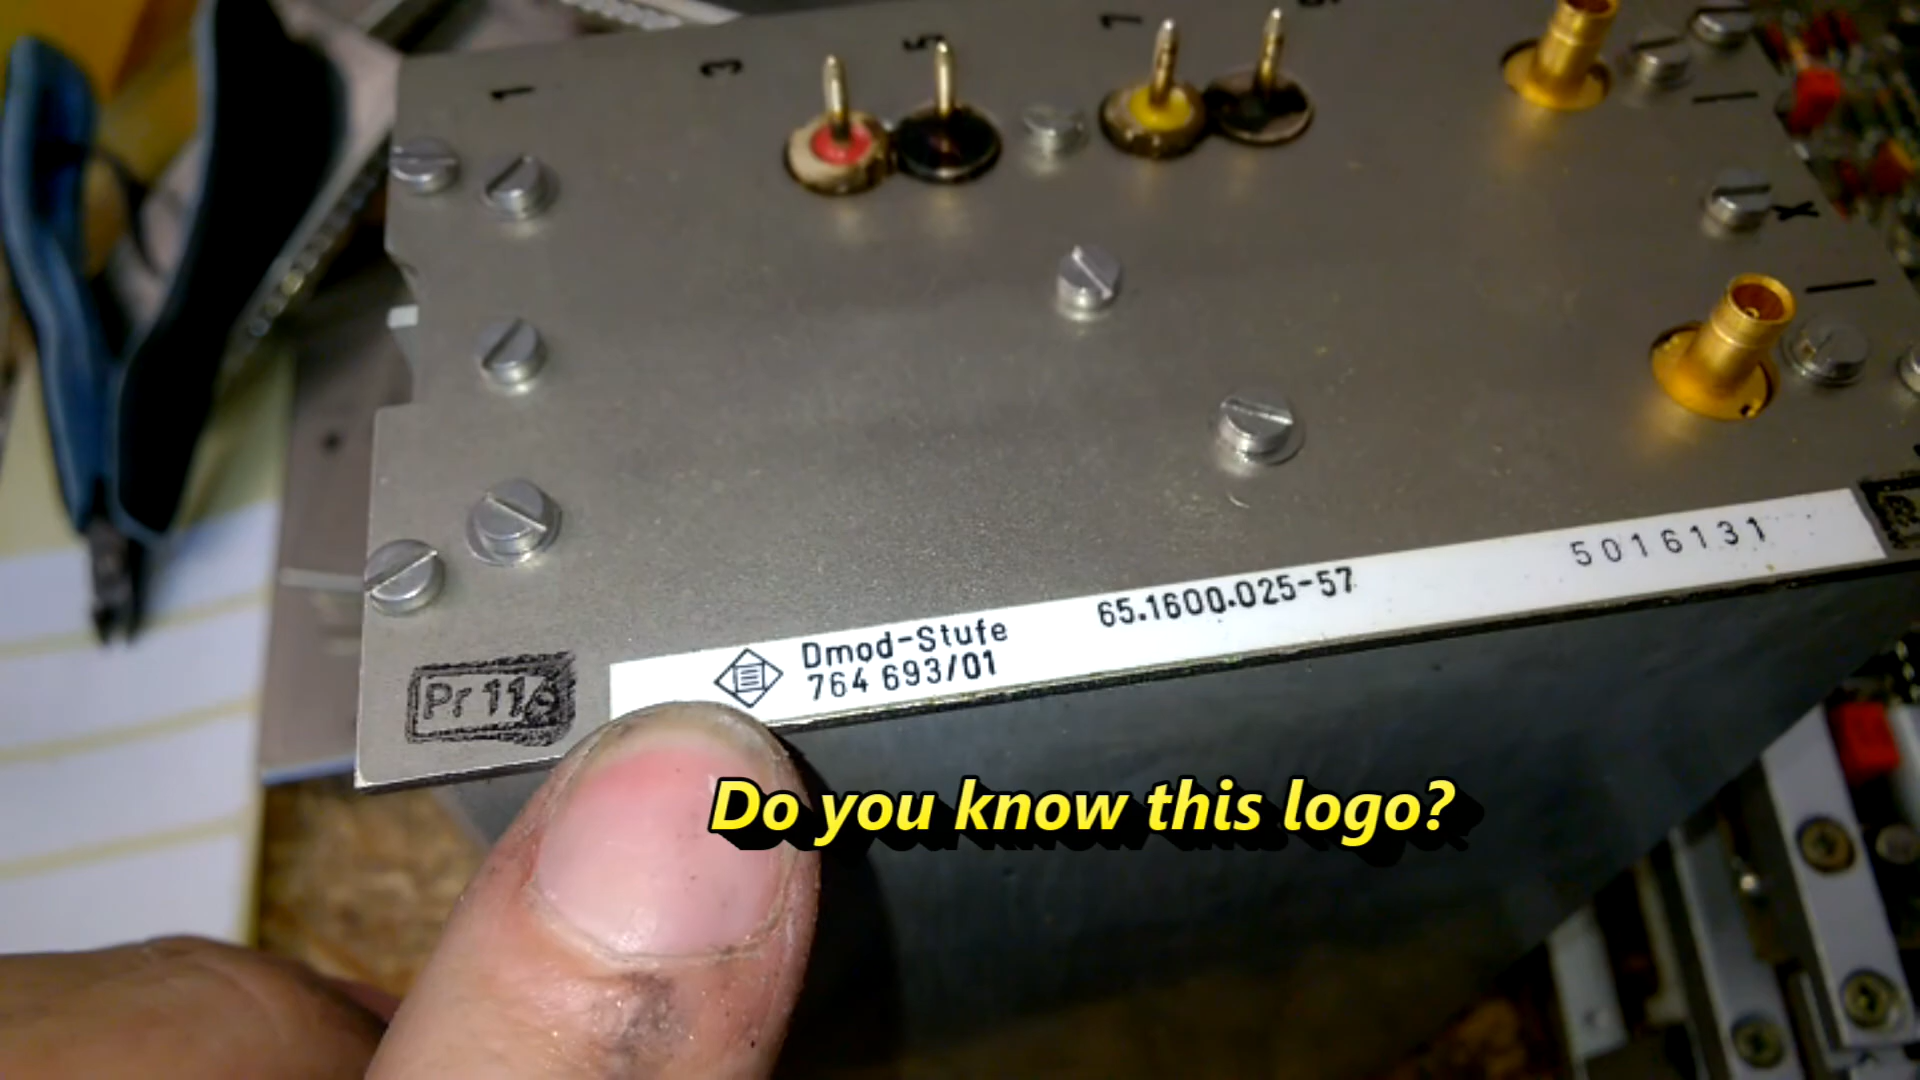 1 3 5 7
Pr 116
Dmod-Stufe
764 693/01
65.1600.025-57
5016131
Do you know this logo?